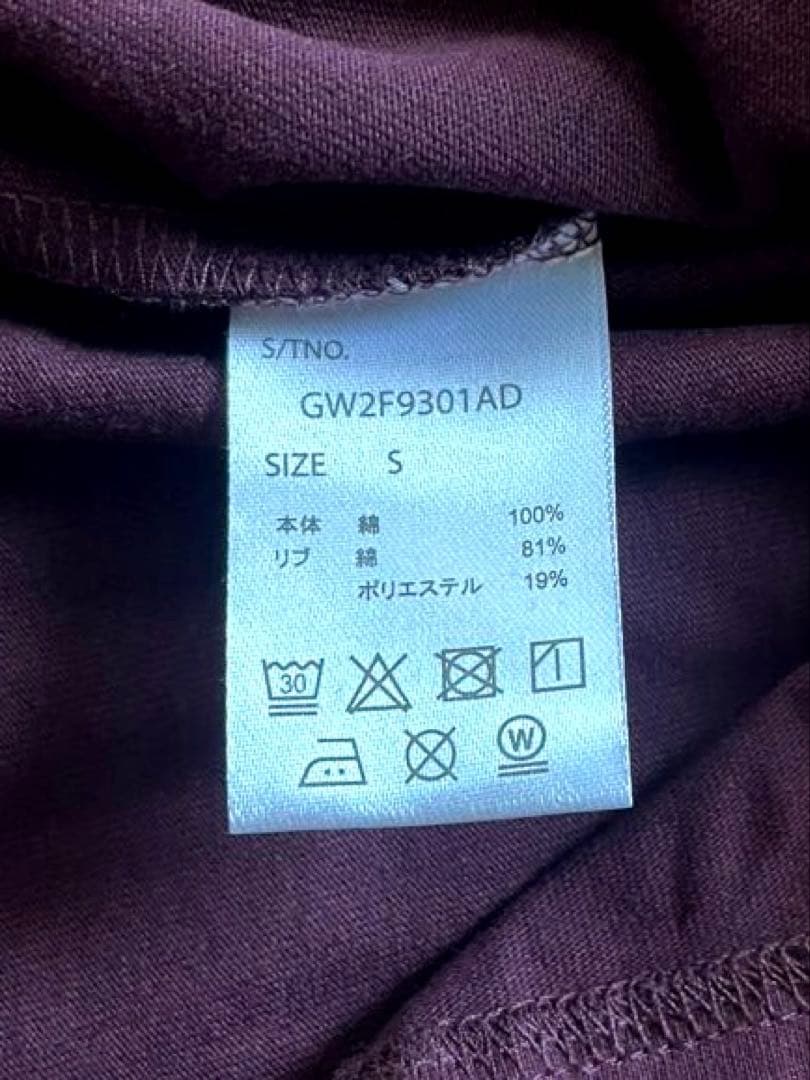 S/TNO.
GW2F9301AD
SIZE S
本体 綿 100%
リブ 綿 81%
ポリエステル 19%
30
W